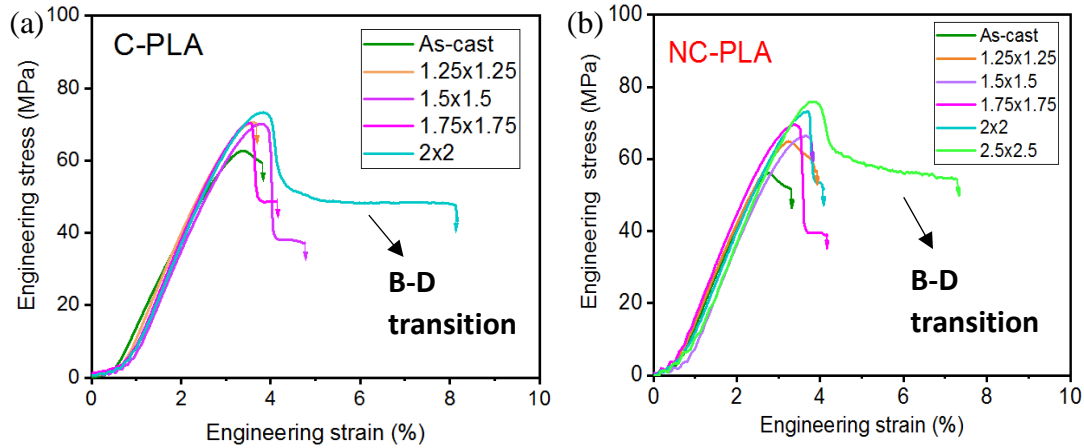 (a)
C-PLA
As-cast
1.25x1.25
1.5x1.5
1.75x1.75
2x2
B-D
transition
Engineering stress (MPa)
100
80
60
40
20
0
0 2 4 6 8 10
Engineering strain (%)
(b)
NC-PLA
As-cast
1.25x1.25
1.5x1.5
1.75x1.75
2x2
2.5x2.5
B-D
transition
Engineering stress (MPa)
100
80
60
40
20
0
0 2 4 6 8 10
Engineering strain (%)